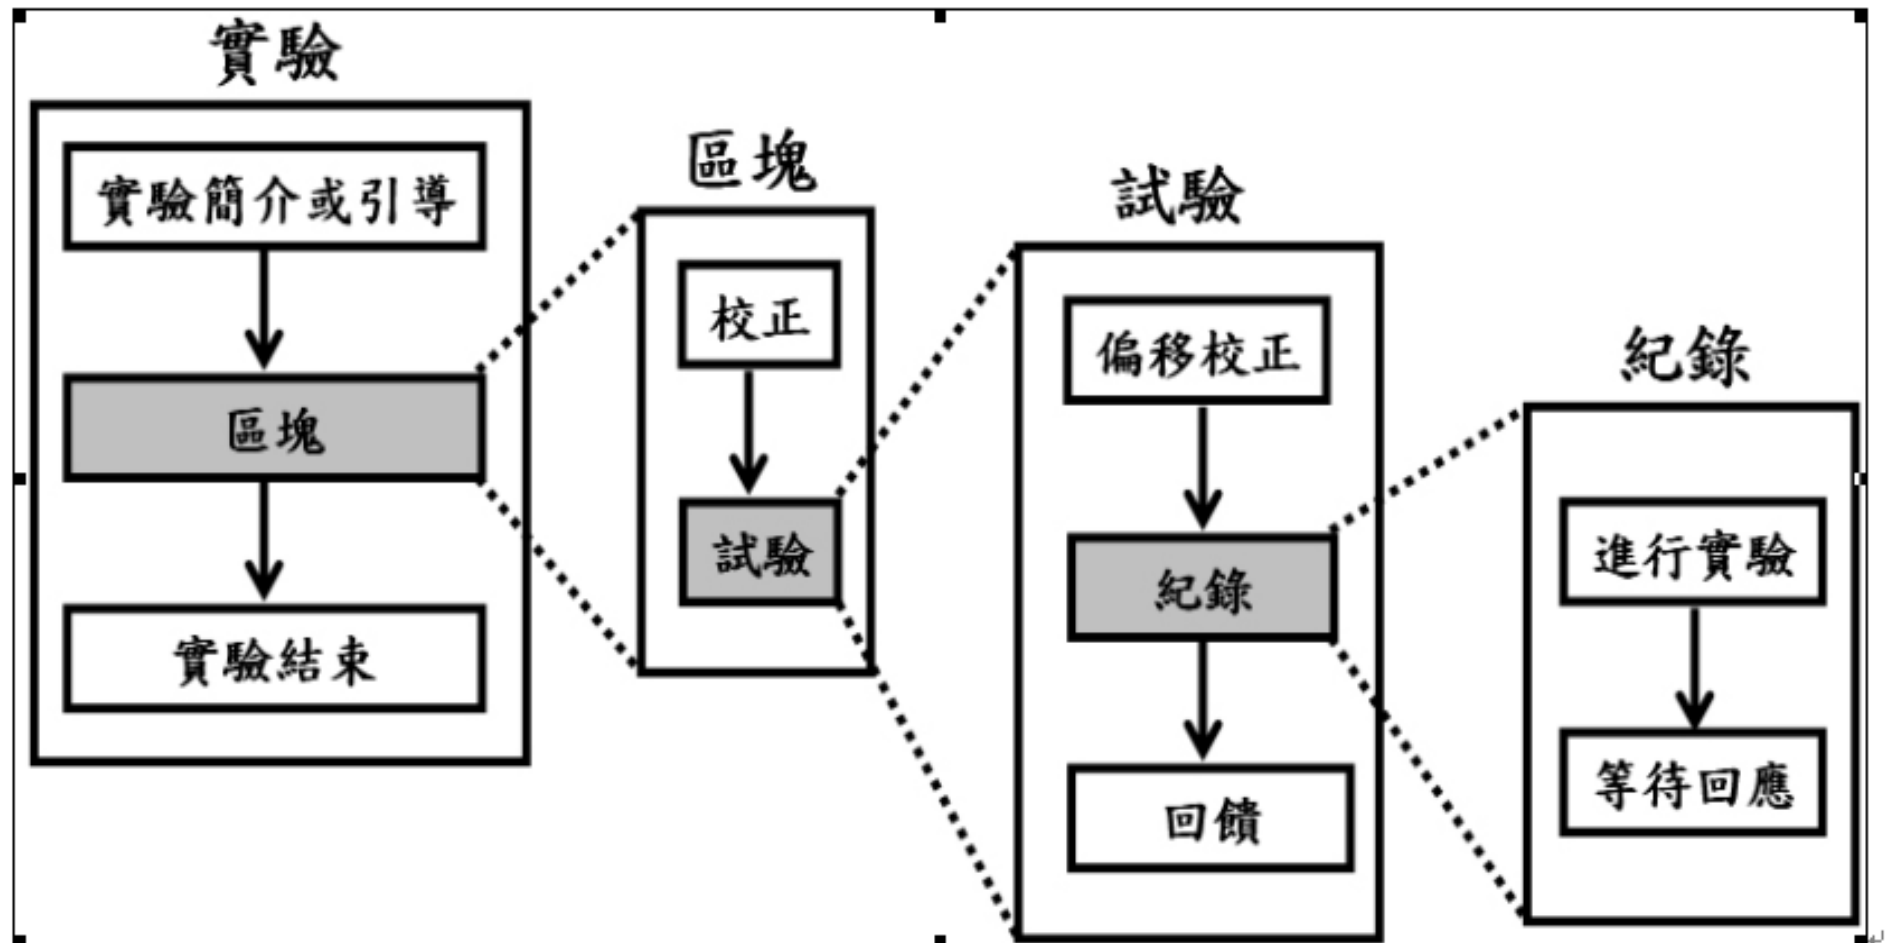 實驗
實驗簡介或引導
區塊
實驗結束
區塊
校正
試驗
試驗
偏移校正
紀錄
回饋
紀錄
進行實驗
等待回應